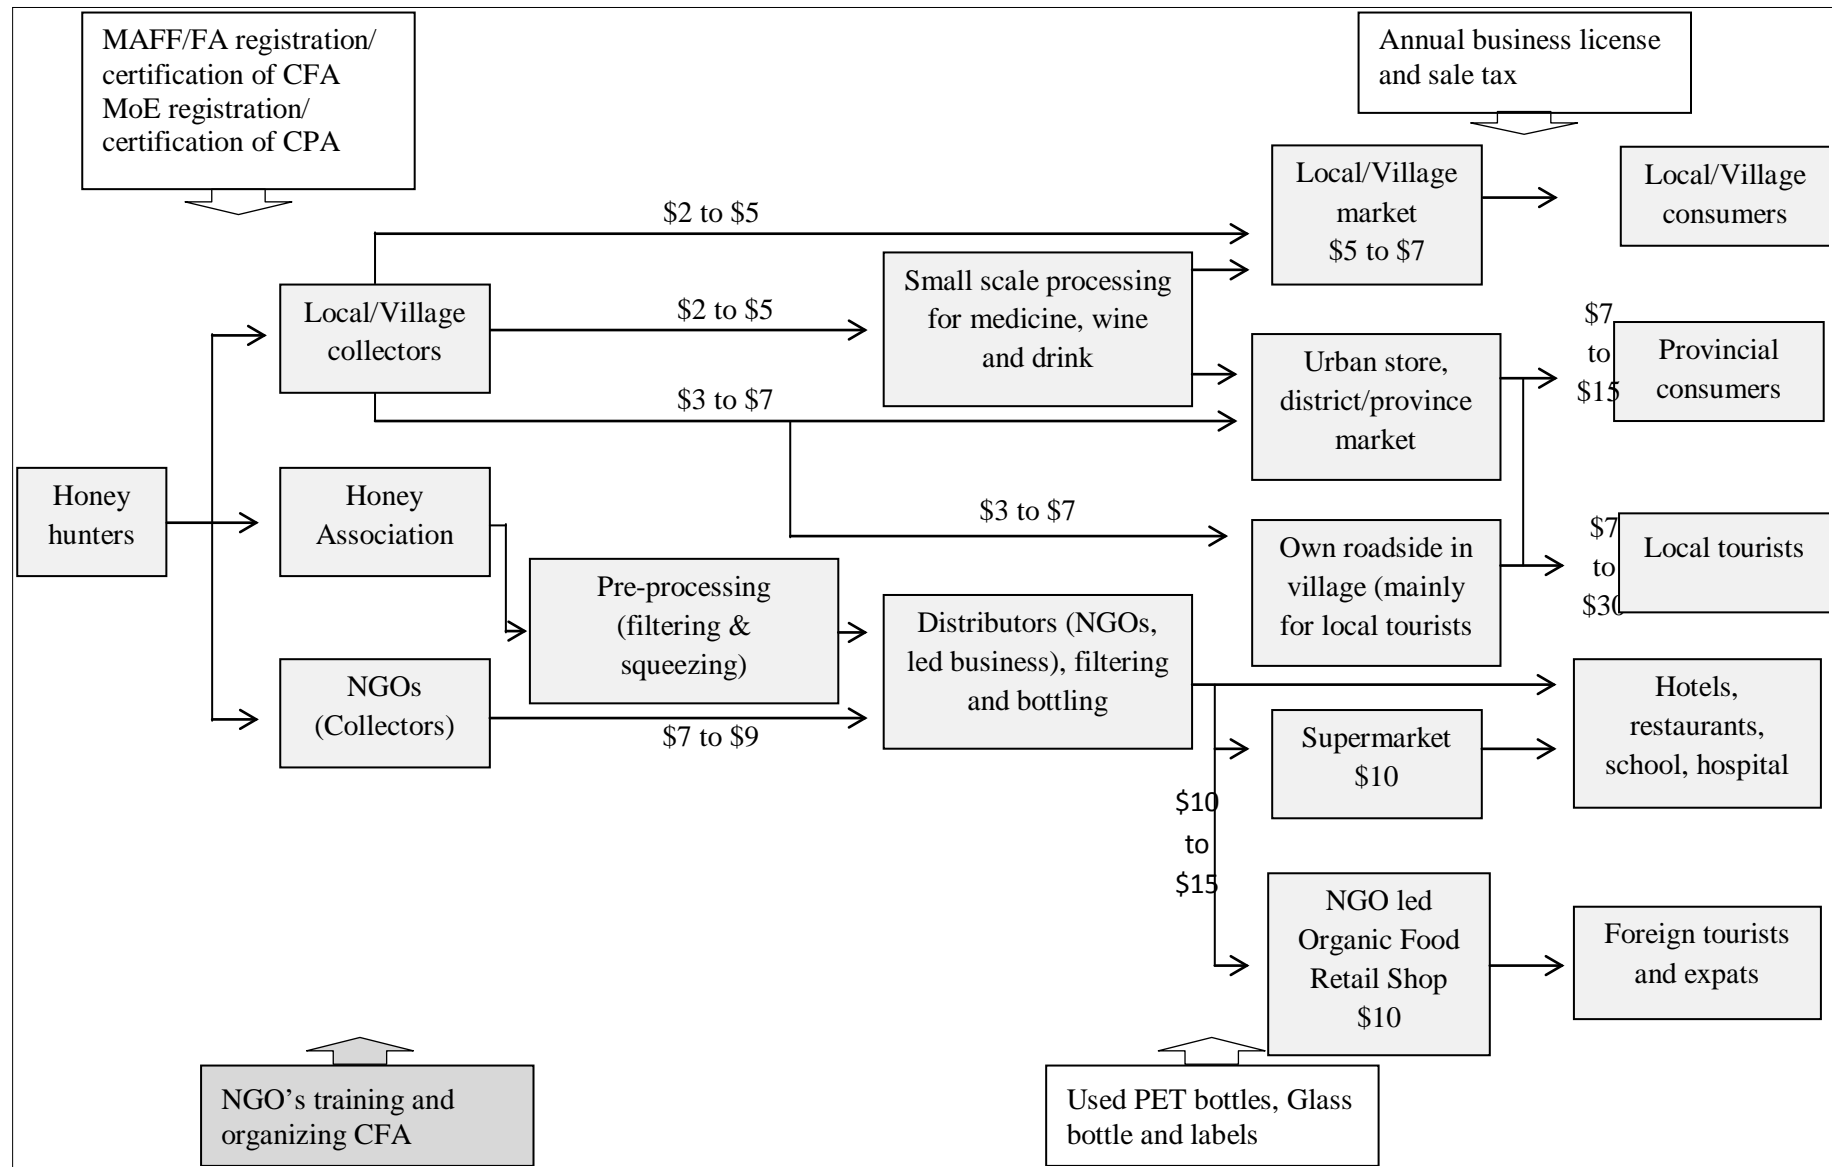 MAFF/FA registration/
certification of CFA
MoE registration/
certification of CPA
Annual business license
and sale tax
Local/Village
market
$5 to $7
Local/Village
consumers
$2 to $5
Local/Village
collectors
$2 to $5
Small scale processing
for medicine, wine
and drink
Urban store,
district/province
market
$7
to
$15
Provincial
consumers
$3 to $7
Honey
hunters
Honey
Association
$3 to $7
Own roadside in
village (mainly
for local tourists
$7
to
$30
Local tourists
Pre-processing
(filtering &
squeezing)
Distributors (NGOs,
led business), filtering
and bottling
NGOs
(Collectors)
$7 to $9
Hotels,
restaurants,
school, hospital
Supermarket
$10
$10
to
$15
NGO led
Organic Food
Retail Shop
$10
Foreign tourists
and expats
NGO’s training and
organizing CFA
Used PET bottles, Glass
bottle and labels